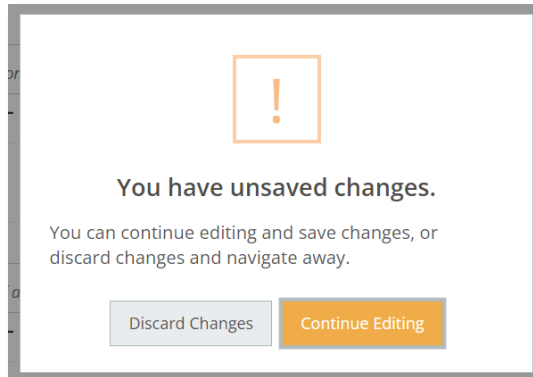 !
You have unsaved changes.
You can continue editing and save changes, or
discard changes and navigate away.
Discard Changes
Continue Editing